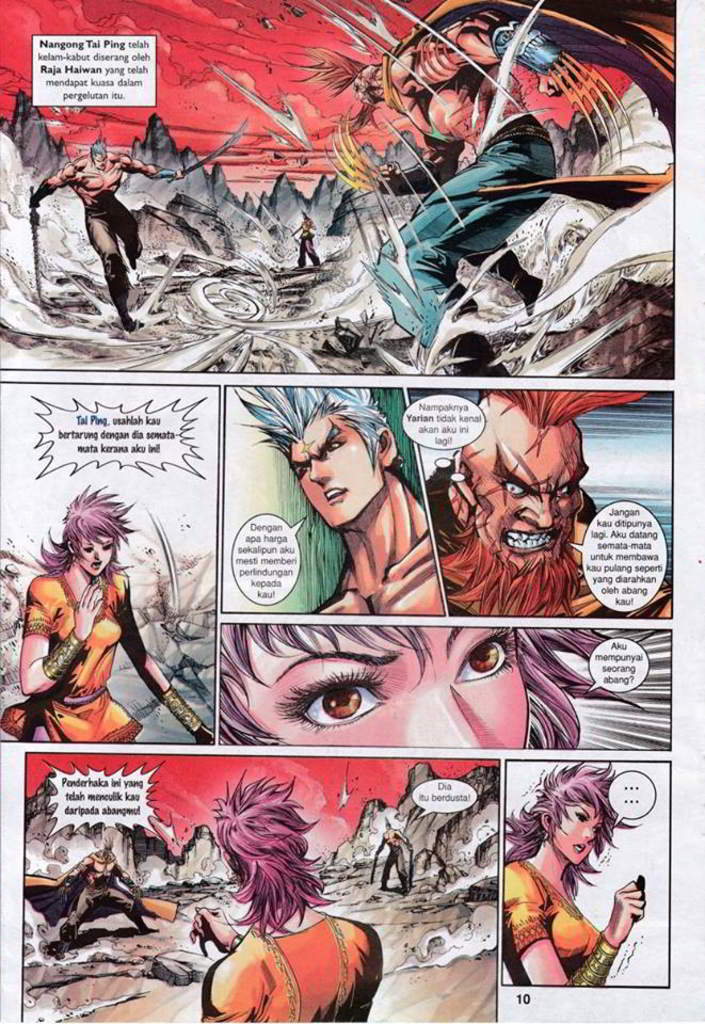 Nangong Tai Ping telah
kelam-kabut diserang oleh
Raja Haiwan yang telah
mendapat kuasa dalam
pergelutan itu.
Tai Ping, usahlah kau
bertarung dengan dia semata-
mata kerana aku ini!
Dengan
apa harga
sekalipun aku
mesti memberi
perlindungan
kepada
kau!
Nampaknya
Yarian tidak kenal
akan aku ini
lagi!
Jangan
kau ditipunya
lagi. Aku datang
semata-mata
untuk membawa
kau pulang seperti
yang diarahkan
oleh abang
kau!
Aku
mempunyai
seorang
abang?
Penderhaka ini yang
telah menculik kau
daripada abangmu!
Dia
itu berdusta!
...
...
10